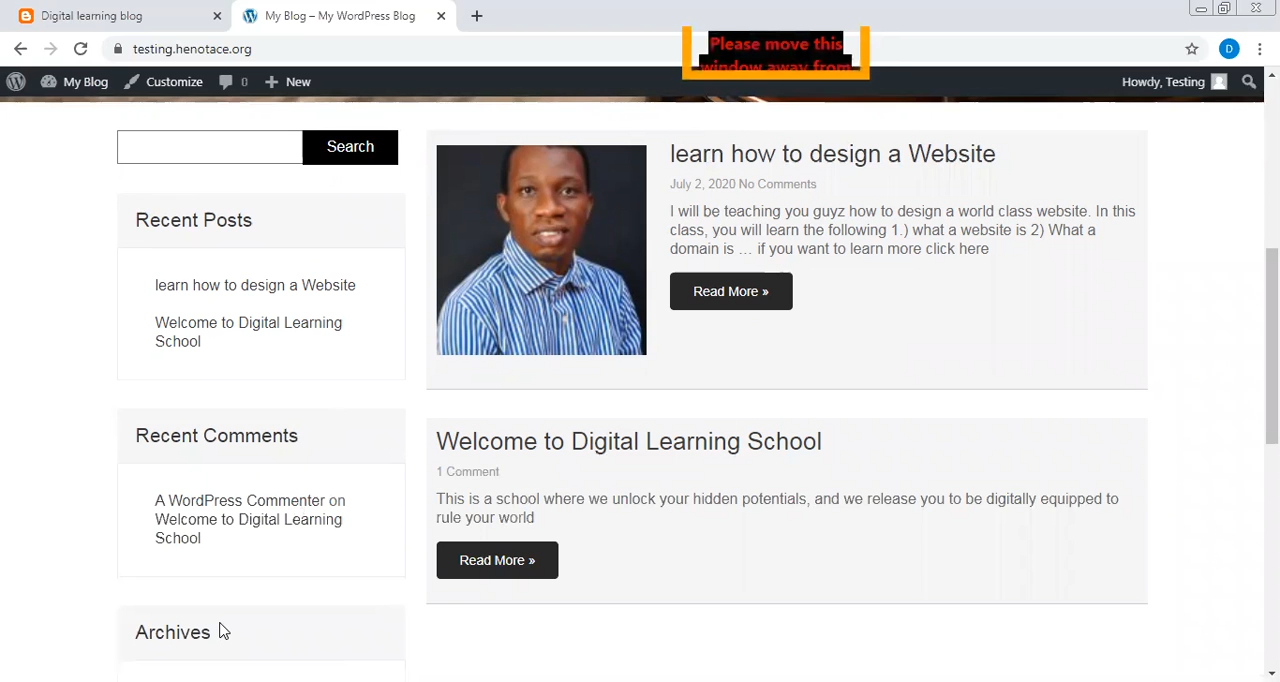 Digital learning blog
My Blog – My WordPress Blog
Please move this
window away from
testing.henotace.org
D
My Blog
Customize
0
New
Howdy, Testing
Search
Recent Posts
learn how to design a Website
Welcome to Digital Learning
School
Recent Comments
A WordPress Commenter on
Welcome to Digital Learning
School
Archives
learn how to design a Website
July 2, 2020 No Comments
I will be teaching you guyz how to design a world class website. In this
class, you will learn the following 1.) what a website is 2) What a
domain is … if you want to learn more click here
Read More »
Welcome to Digital Learning School
1 Comment
This is a school where we unlock your hidden potentials, and we release you to be digitally equipped to
rule your world
Read More »